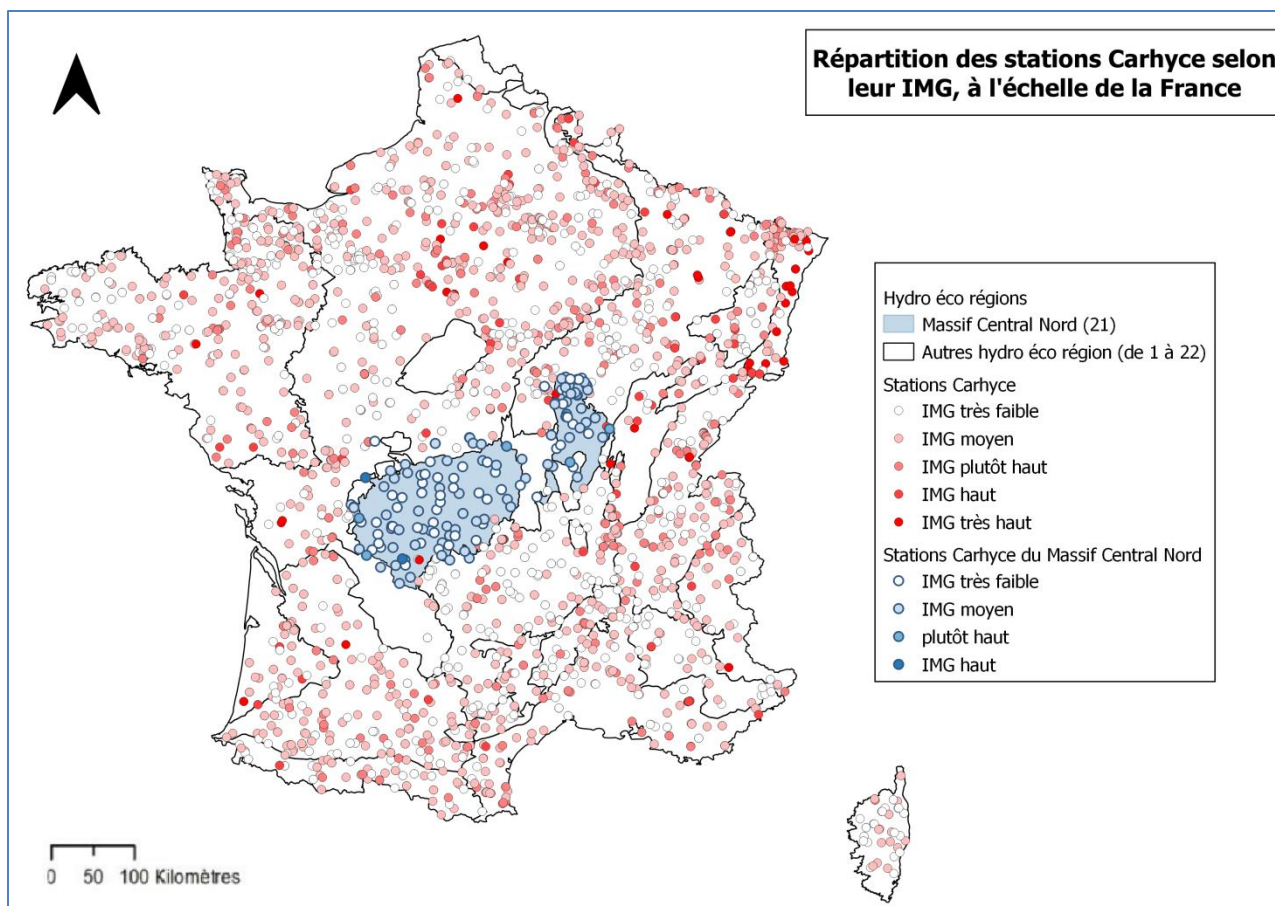 Répartition des stations Carhyce selon
leur IMG, à l'échelle de la France
Hydro éco régions
Massif Central Nord (21)
Autres hydro éco région (de 1 à 22)
Stations Carhyce
IMG très faible
IMG moyen
IMG plutôt haut
IMG haut
IMG très haut
Stations Carhyce du Massif Central Nord
IMG très faible
IMG moyen
plutôt haut
IMG haut
0 50 100 Kilomètres